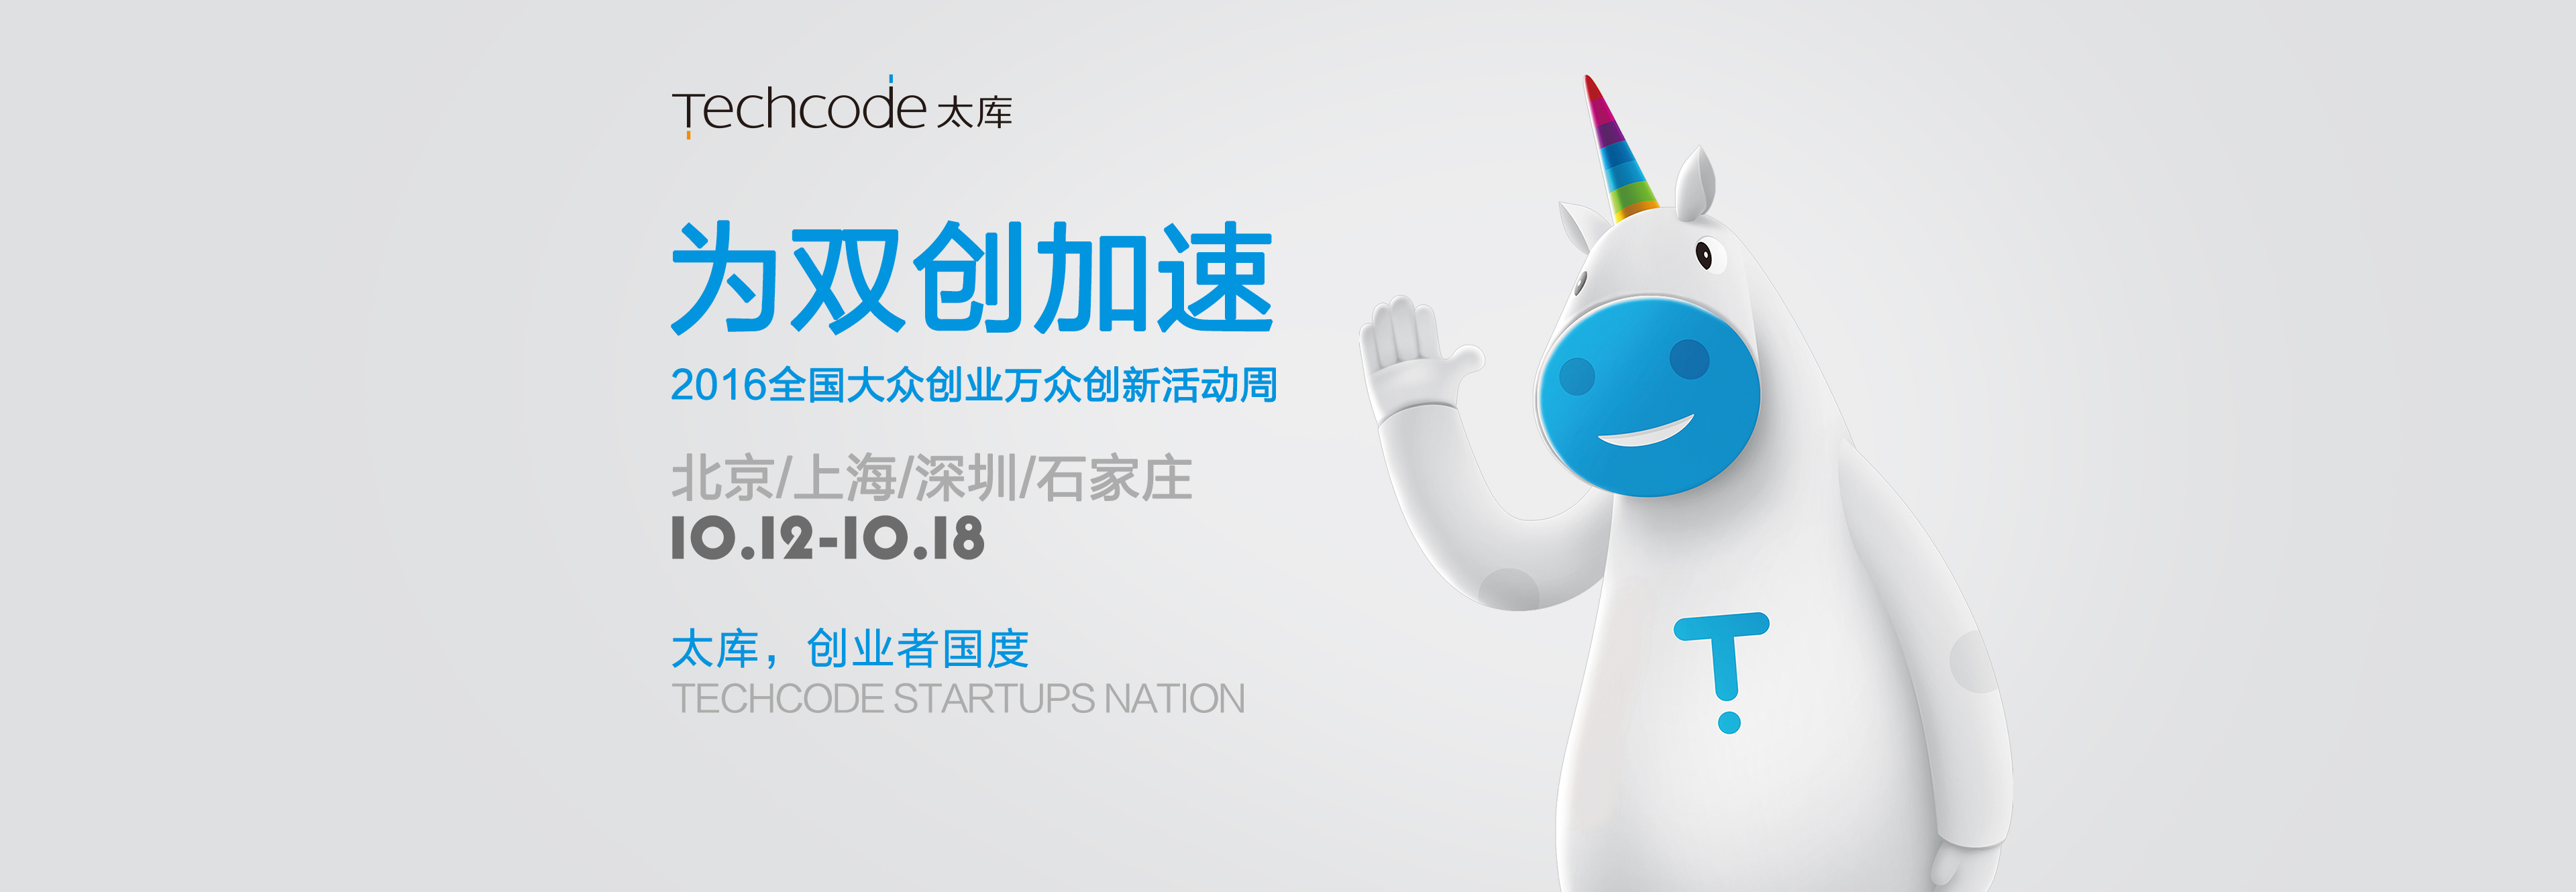 Techcode 太库
为双创加速
2016全国大众创业万众创新活动周
北京/上海/深圳/石家庄
10.12-10.18
太库，创业者国度
TECHCODE STARTUPS NATION
T